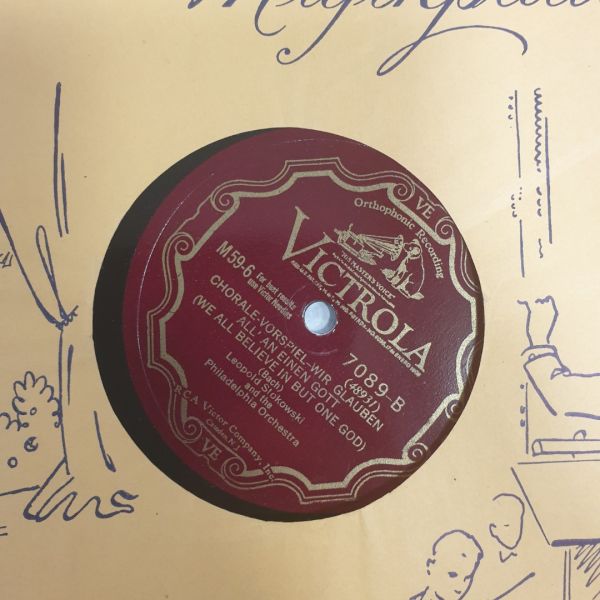 VE
Orthophonic Recording
"HIS MASTER'S VOICE"
VICTROLA
M59-6. For best results
use Victor Needles
7089-B
(48931)
CHORALE-VORSPIEL-WIR GLAUBEN
ALL' AN EINEN GOTT
(WE ALL BELIEVE IN BUT ONE GOD)
(Bach)
Leopold Stokowski
and the
Philadelphia Orchestra
VE
RCA Victor Company, Inc.
Camden, N.J.